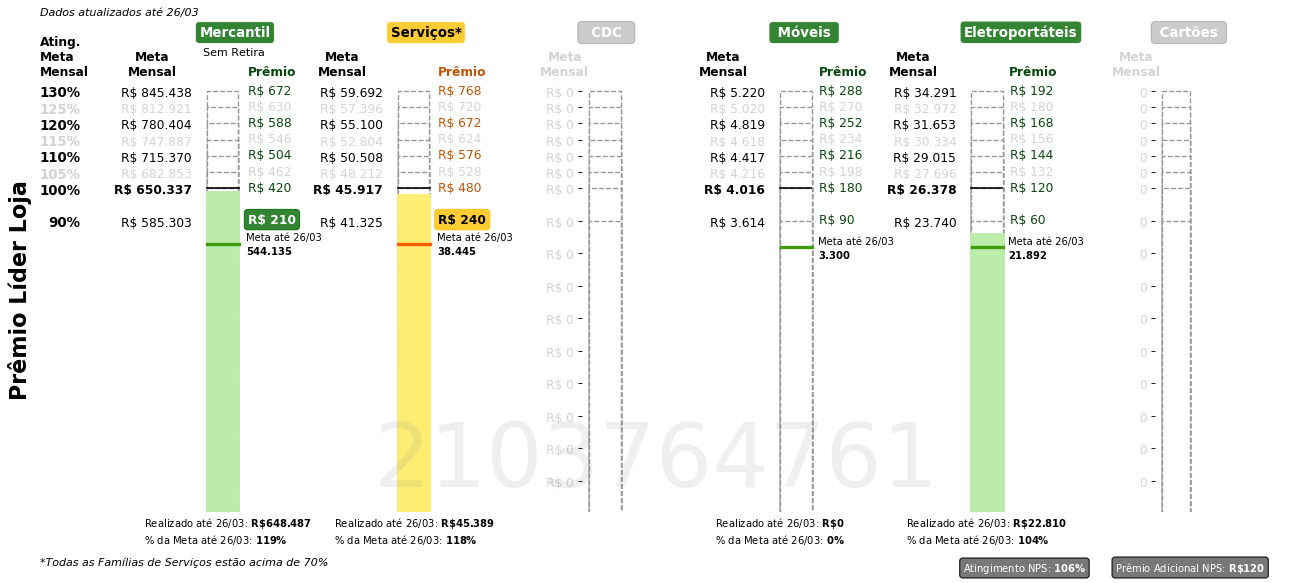 Dados atualizados até 26/03
Mercantil Serviços* CDC Móveis Eletroportáteis Cartões
Sem Retira
Ating. Meta Mensal Meta Mensal Prêmio Meta Mensal Prêmio Meta Mensal Meta Mensal Prêmio Meta Mensal Prêmio Meta Mensal
130% R$ 845.438 R$ 672 R$ 59.692 R$ 768 R$ 0 R$ 5.220 R$ 288 R$ 34.291 R$ 192 0
125% R$ 812.921 R$ 630 R$ 57.396 R$ 720 R$ 0 R$ 5.020 R$ 270 R$ 32.972 R$ 180 0
120% R$ 780.404 R$ 588 R$ 55.100 R$ 672 R$ 0 R$ 4.819 R$ 252 R$ 31.653 R$ 168 0
115% R$ 747.887 R$ 546 R$ 52.804 R$ 624 R$ 0 R$ 4.618 R$ 234 R$ 30.334 R$ 156 0
110% R$ 715.370 R$ 504 R$ 50.508 R$ 576 R$ 0 R$ 4.417 R$ 216 R$ 29.015 R$ 144 0
105% R$ 682.853 R$ 462 R$ 48.212 R$ 528 R$ 0 R$ 4.216 R$ 198 R$ 27.696 R$ 132 0
100% R$ 650.337 R$ 420 R$ 45.917 R$ 480 R$ 0 R$ 4.016 R$ 180 R$ 26.378 R$ 120 0
90% R$ 585.303 R$ 210 R$ 41.325 R$ 240 R$ 0 R$ 3.614 R$ 90 R$ 23.740 R$ 60 0
Meta até 26/03 Meta até 26/03 Meta até 26/03 Meta até 26/03
544.135 38.445 R$ 0 3.300 21.892 0
R$ 0 0
R$ 0 0
R$ 0 0
R$ 0 0
R$ 0 0
R$ 0 0
R$ 0 0
Prêmio Líder Loja
2103764761
Realizado até 26/03: R$648.487 Realizado até 26/03: R$45.389 Realizado até 26/03: R$0 Realizado até 26/03: R$22.810
% da Meta até 26/03: 119% % da Meta até 26/03: 118% % da Meta até 26/03: 0% % da Meta até 26/03: 104%
*Todas as Famílias de Serviços estão acima de 70%
Atingimento NPS: 106% Prêmio Adicional NPS: R$120